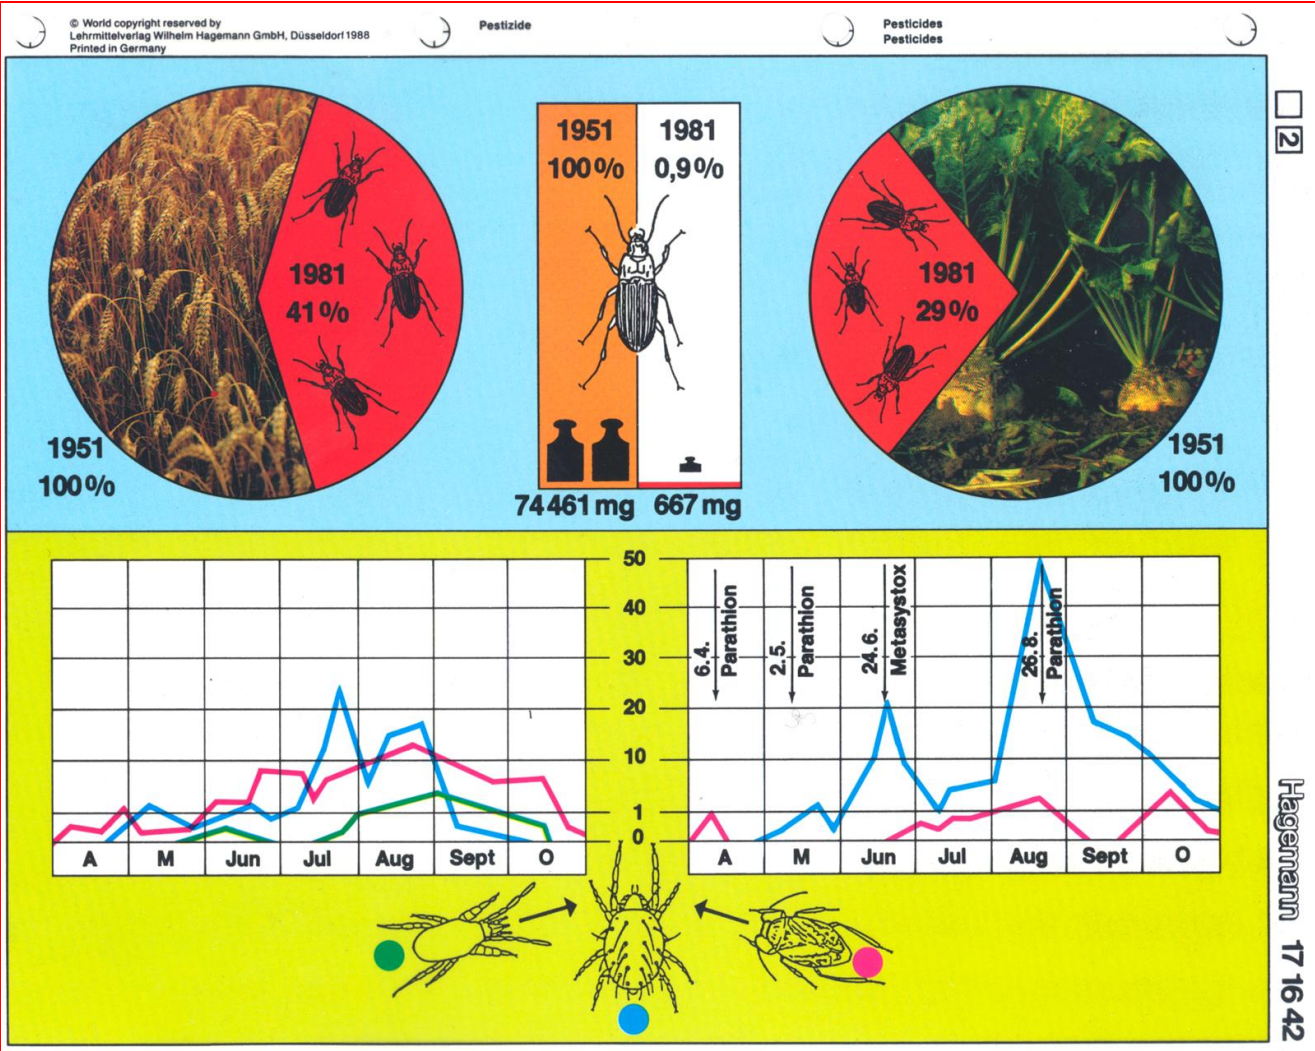 © World copyright reserved by
Lehrmittelverlag Wilhelm Hagemann GmbH, Düsseldorf 1988
Printed in Germany
Pestizide
Pesticides
Pesticides
2
1981
41%
1951
100%
1951
100%
1981
0,9%
74 461 mg
667 mg
1981
29%
1951
100%
50
40
30
20
10
1
0
A
M
Jun
Jul
Aug
Sept
O
6.4.
Parathion
2.5.
Parathion
24.6.
Metasystox
26.8.
Parathion
A
M
Jun
Jul
Aug
Sept
O
Hagemann 17 16 42